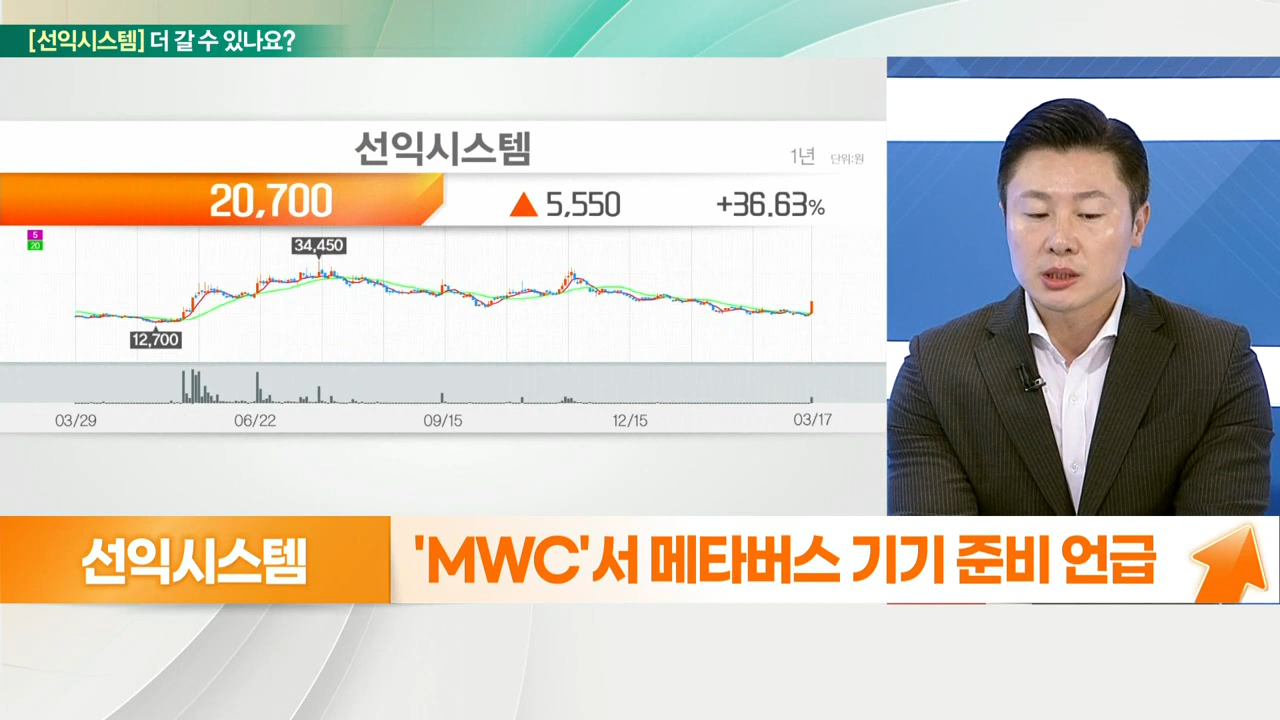 [선익시스템] 더 갈 수 있나요?
선익시스템
1년 단위:원
20,700 ▲ 5,550 +36.63%
5
20
34,450
12,700
03/29 06/22 09/15 12/15 03/17
선익시스템 'MWC'서 메타버스 기기 준비 언급